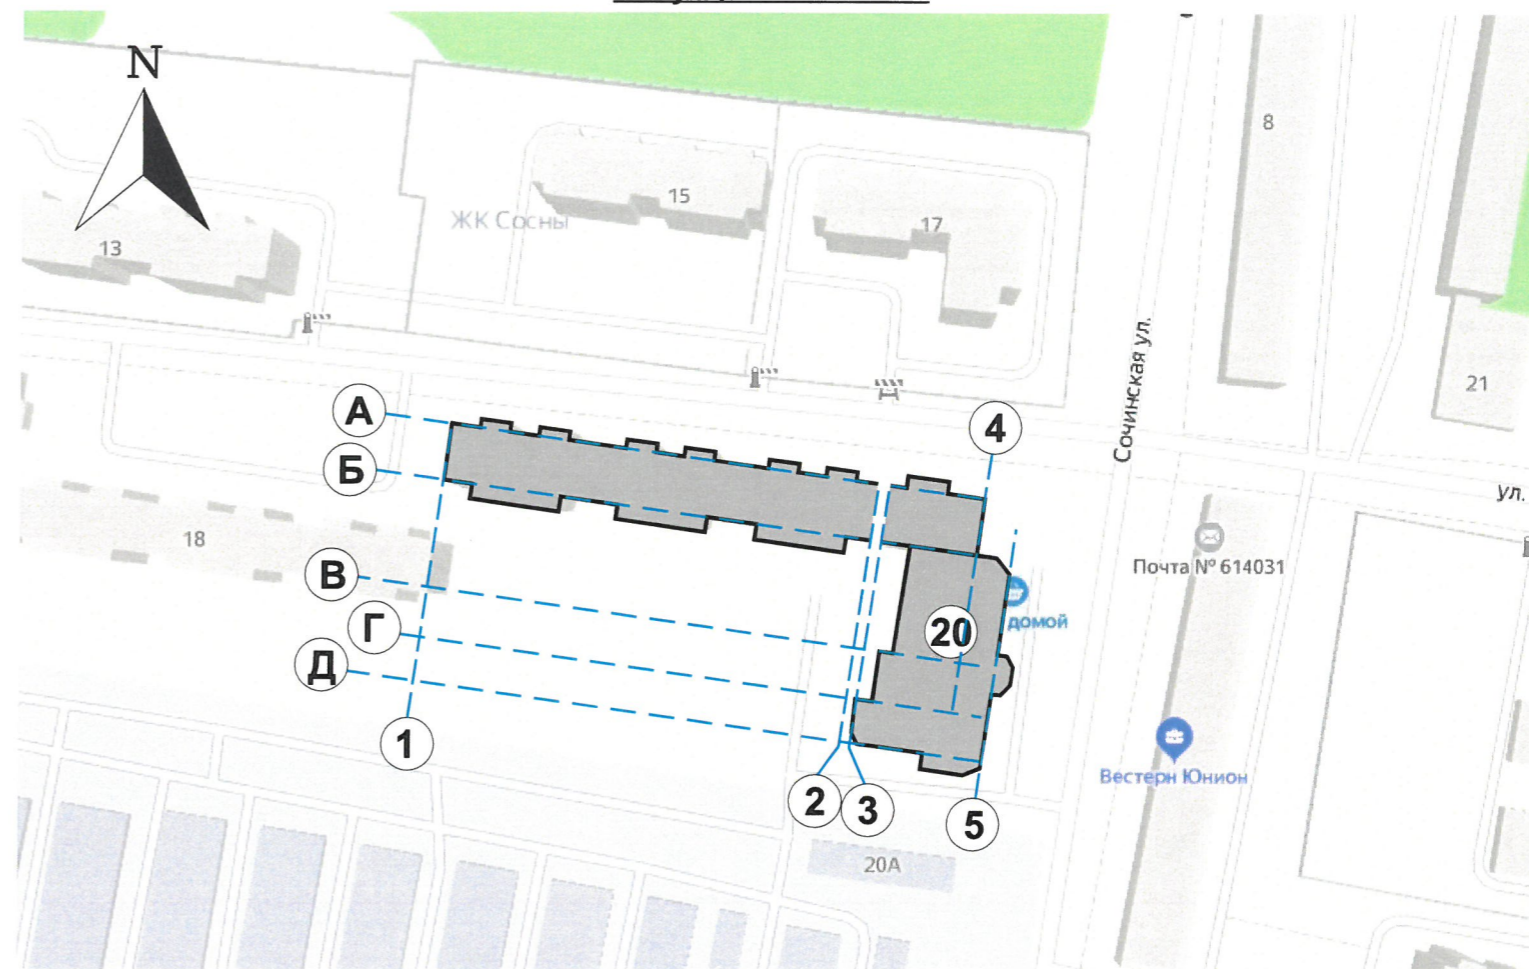 N
8
15
ЖК Сосны
17
13
Сочинская ул.
21
А
4
Б
ул.
18
Почта № 614031
В
домой
Г
20
Д
1
Вестерн Юнион
2
3
5
20А